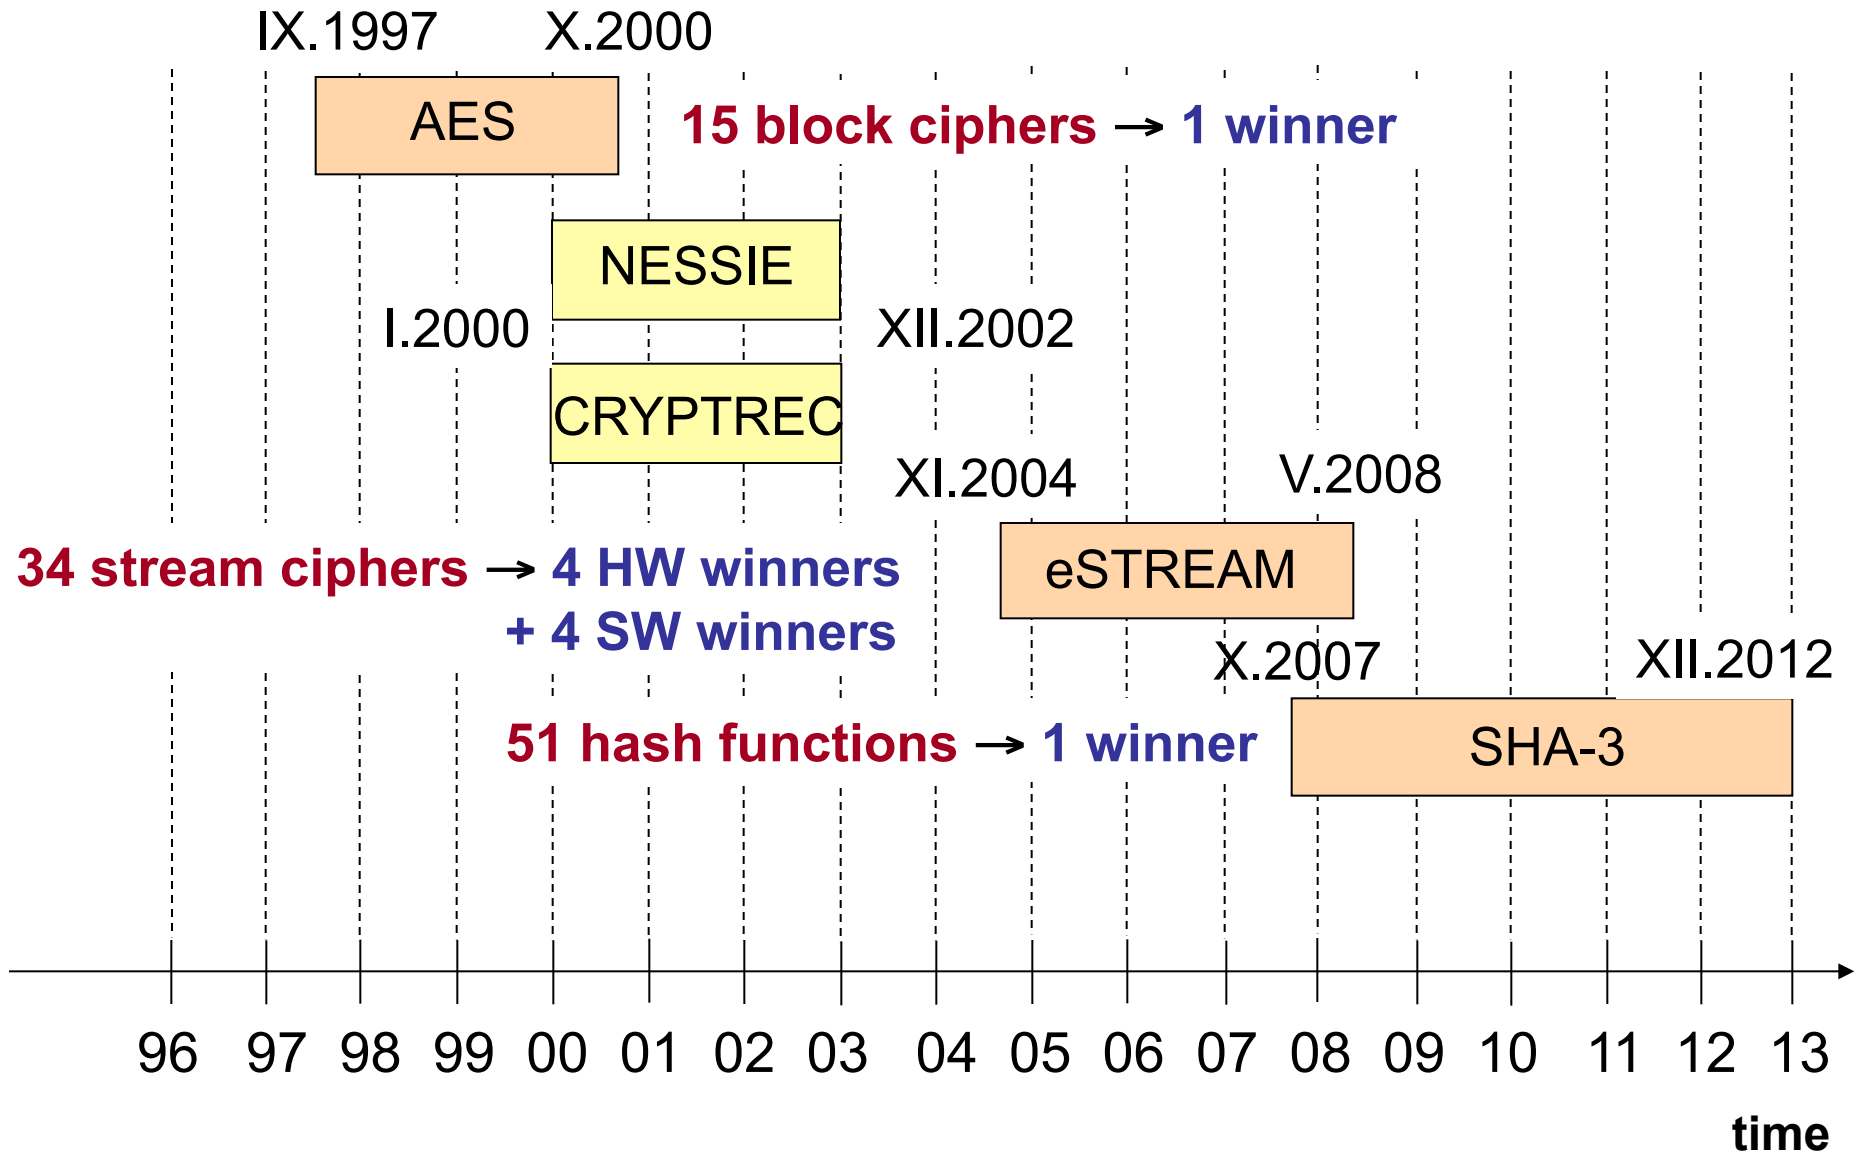 IX.1997 X.2000
AES
15 block ciphers → 1 winner
NESSIE
I.2000 XII.2002
CRYPTREC
XI.2004 V.2008
34 stream ciphers → 4 HW winners
+ 4 SW winners
eSTREAM
X.2007 XII.2012
51 hash functions → 1 winner
SHA-3
96 97 98 99 00 01 02 03 04 05 06 07 08 09 10 11 12 13
time